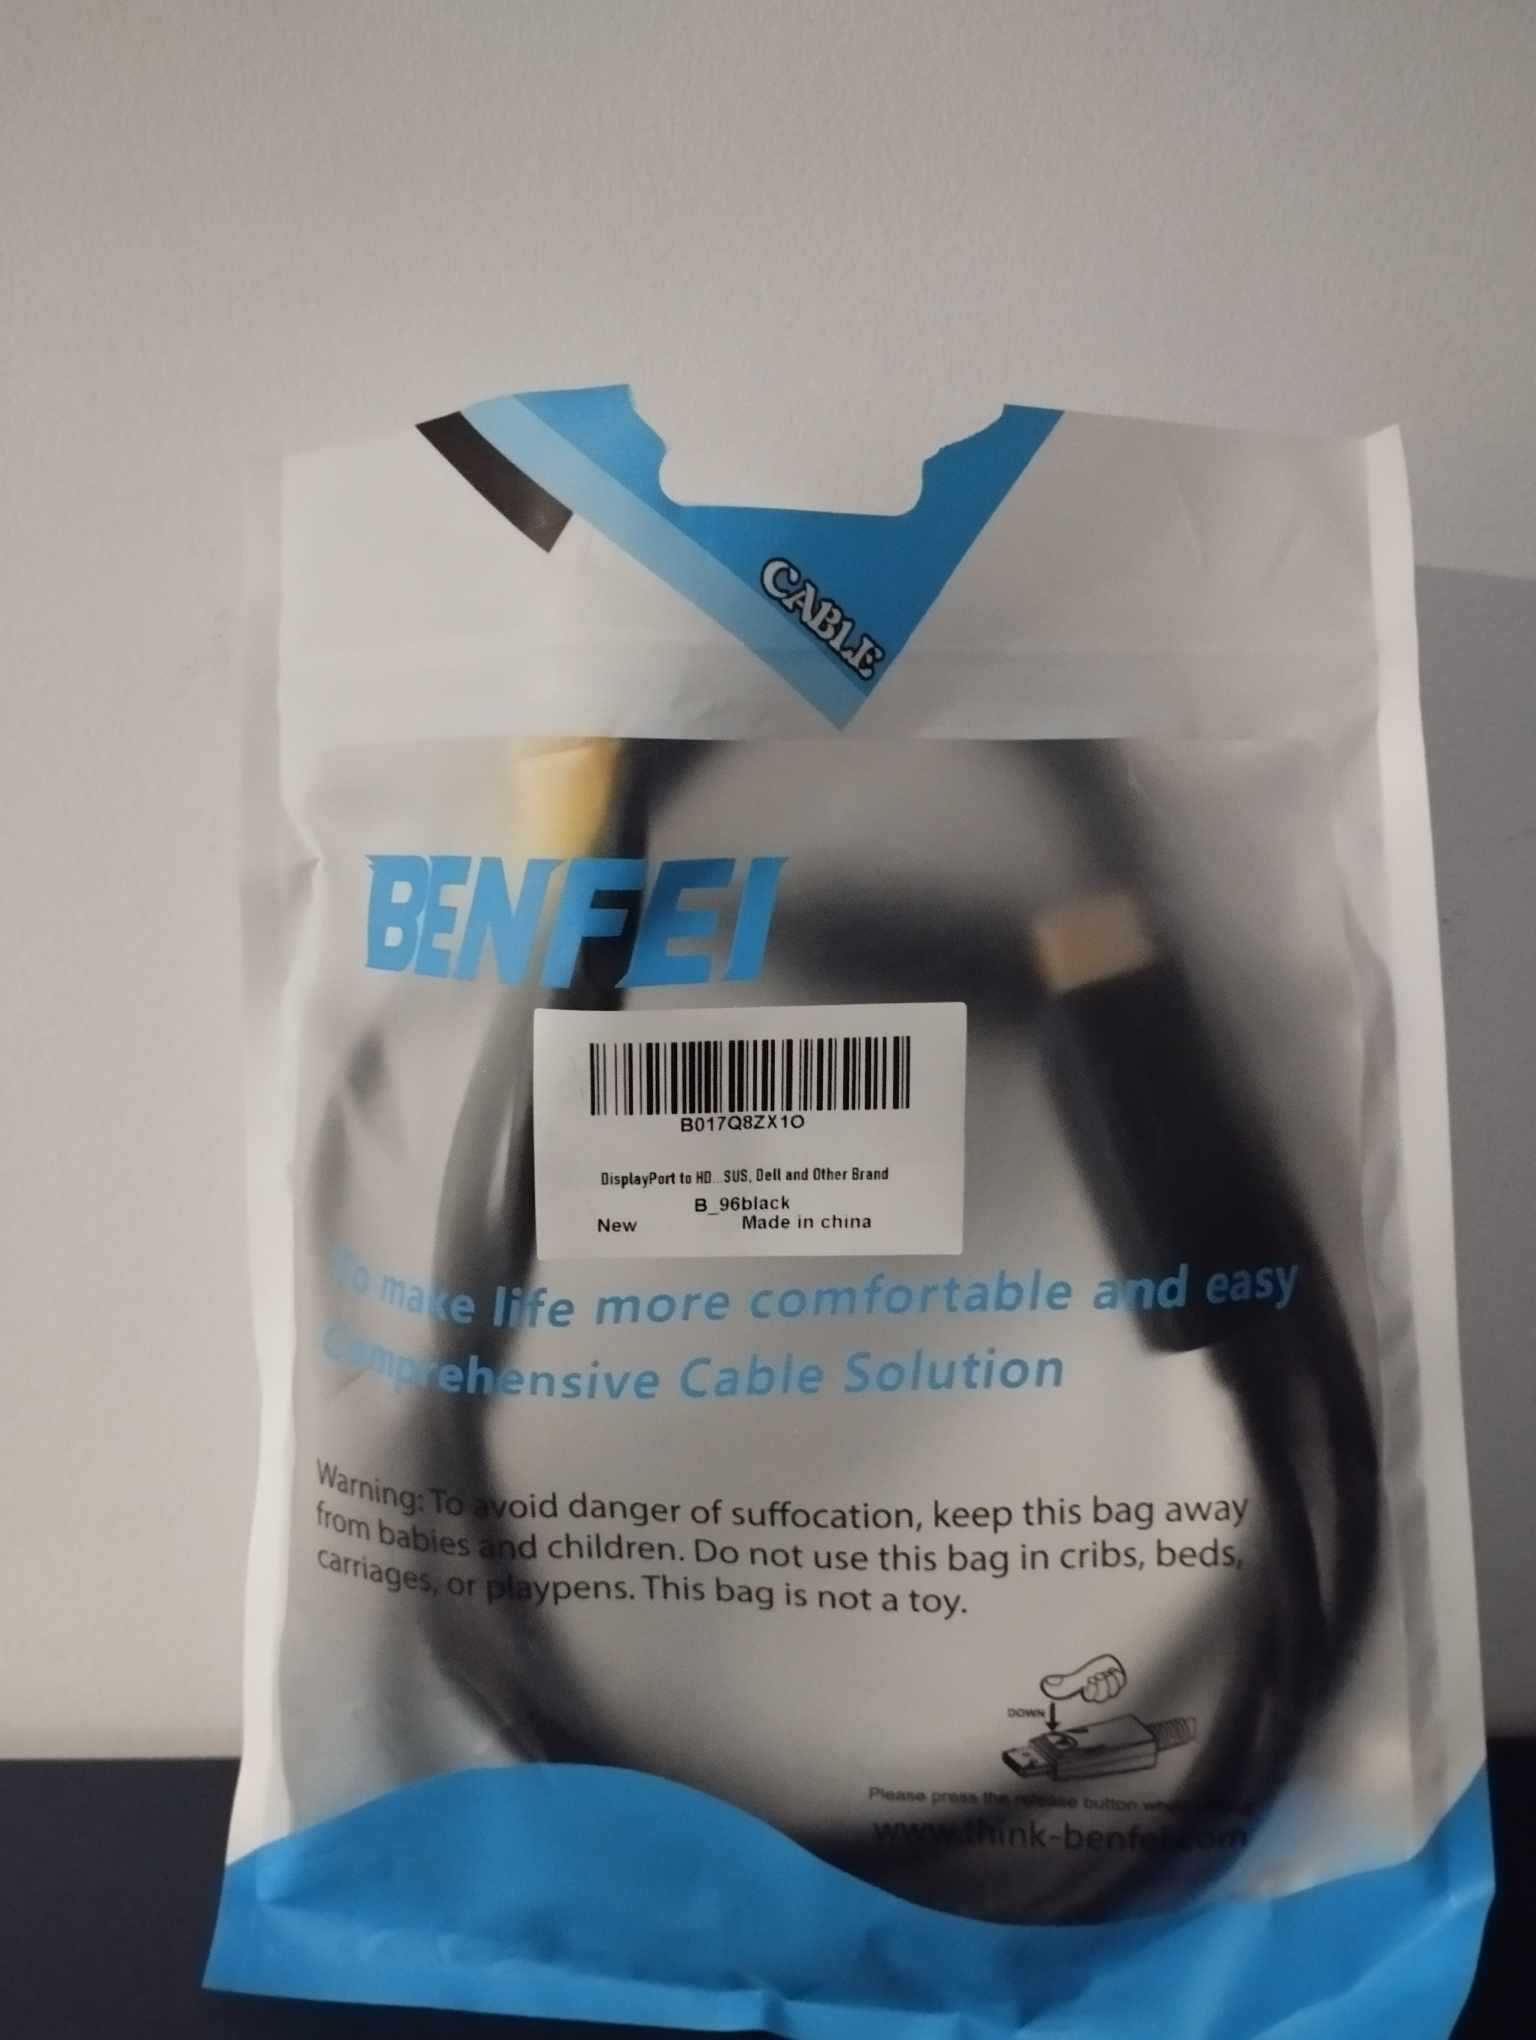 CABLE
BENFEI
B017Q8ZX1O
DisplayPort to HD...SUS, Dell and Other Brand
B_96black
New Made in china
To make life more comfortable and easy
Comprehensive Cable Solution
Warning: To avoid danger of suffocation, keep this bag away
from babies and children. Do not use this bag in cribs, beds,
carriages, or playpens. This bag is not a toy.
DOWN
Please press the release button
www.think-benfei.com